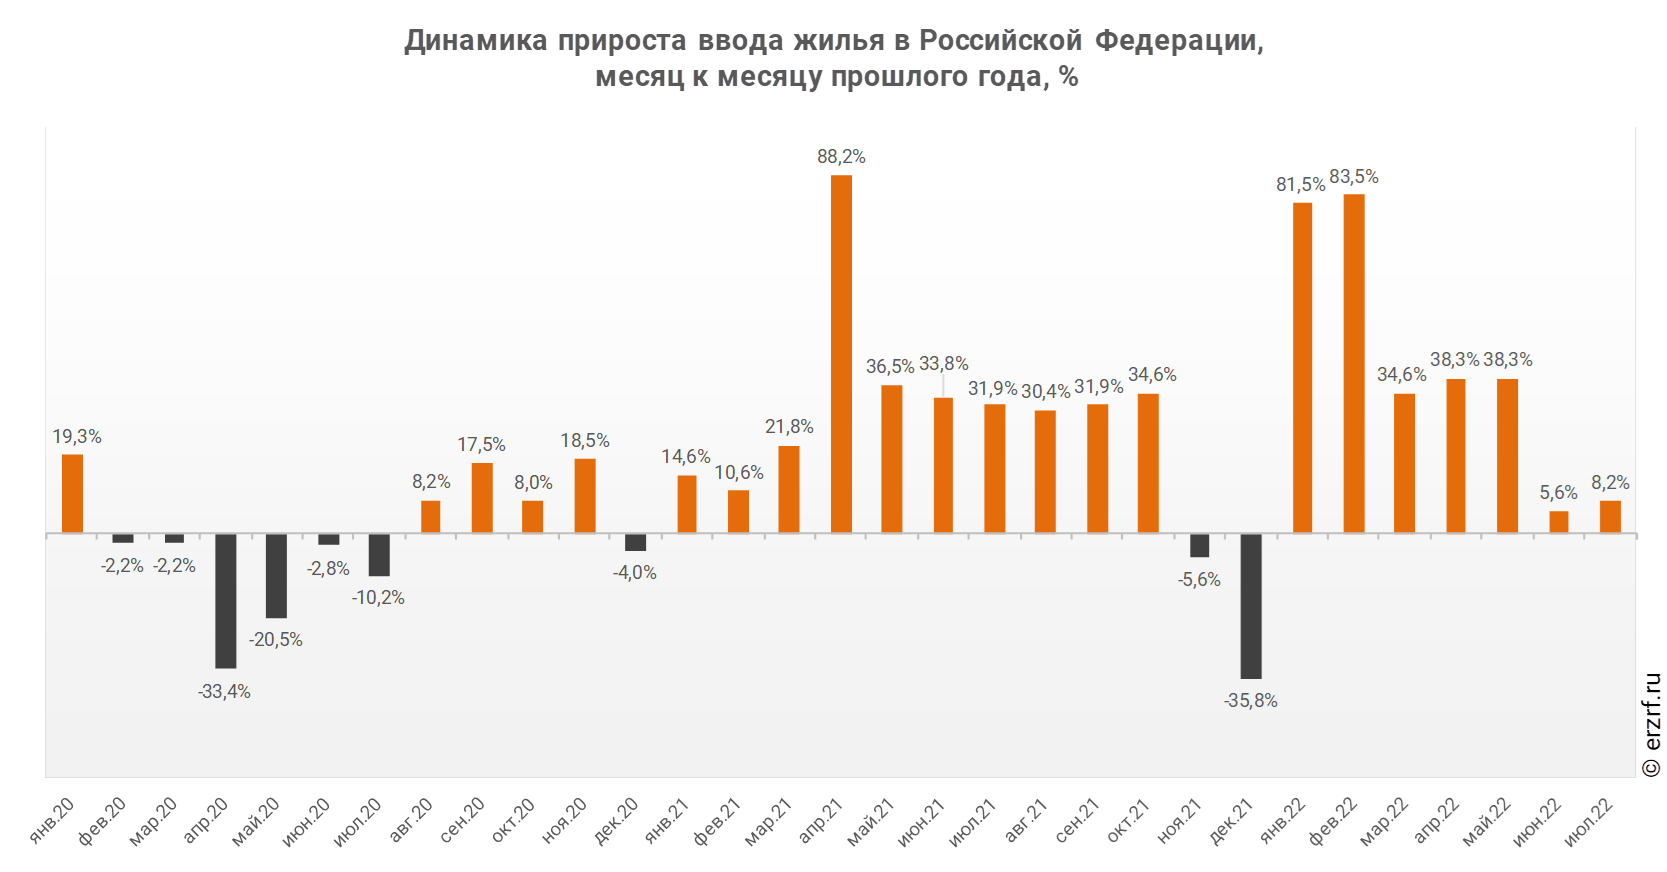 Динамика прироста ввода жилья в Российской Федерации,
месяц к месяцу прошлого года, %
19,3%
-2,2%
-2,2%
-33,4%
-20,5%
-2,8%
-10,2%
8,2%
17,5%
8,0%
18,5%
-4,0%
14,6%
10,6%
21,8%
88,2%
36,5%
33,8%
31,9%
30,4%
31,9%
34,6%
-5,6%
-35,8%
81,5%
83,5%
34,6%
38,3%
38,3%
5,6%
8,2%
янв.20
фев.20
мар.20
апр.20
май.20
июн.20
июл.20
авг.20
сен.20
окт.20
ноя.20
дек.20
янв.21
фев.21
мар.21
апр.21
май.21
июн.21
июл.21
авг.21
сен.21
окт.21
ноя.21
дек.21
янв.22
фев.22
мар.22
апр.22
май.22
июн.22
июл.22
© erzrf.ru